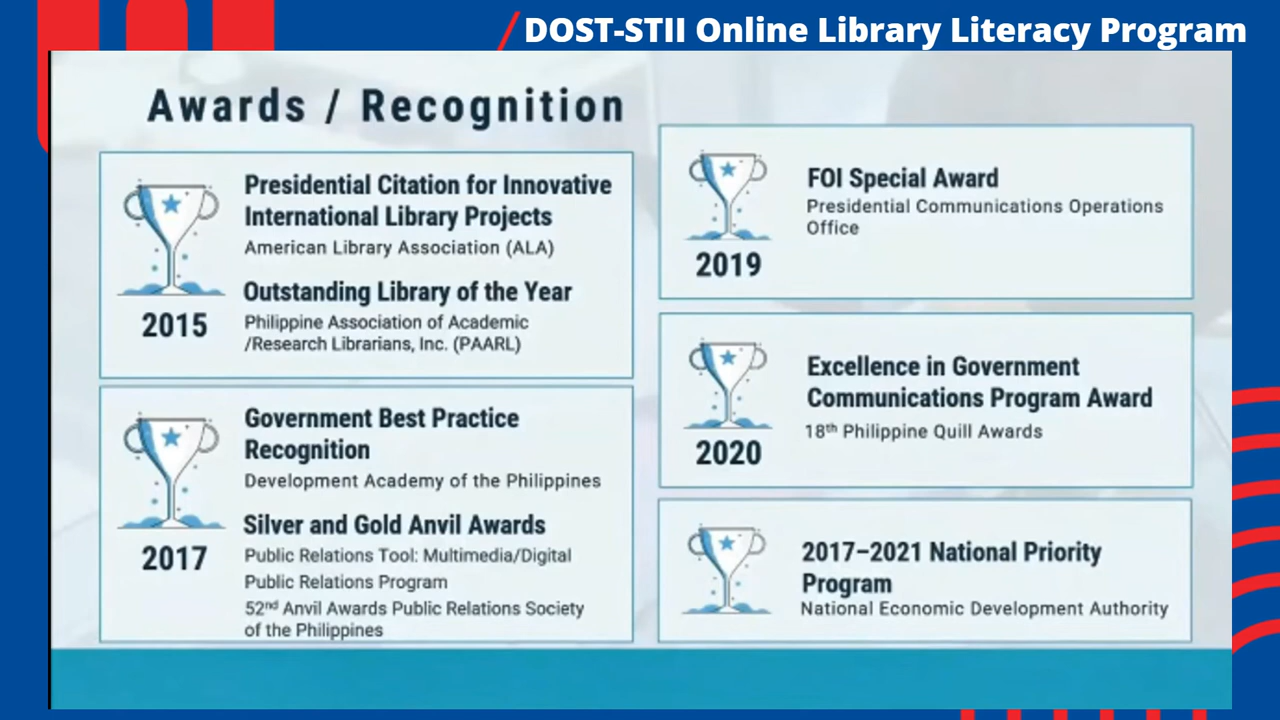 DOST-STII Online Library Literacy Program
Awards / Recognition
Presidential Citation for Innovative
International Library Projects
American Library Association (ALA)
Outstanding Library of the Year
Philippine Association of Academic
/Research Librarians, Inc. (PAARL)
2015
Government Best Practice
Recognition
Development Academy of the Philippines
Silver and Gold Anvil Awards
Public Relations Tool: Multimedia/Digital
Public Relations Program
52nd Anvil Awards Public Relations Society
of the Philippines
2017
FOI Special Award
Presidential Communications Operations
Office
2019
Excellence in Government
Communications Program Award
18th Philippine Quill Awards
2020
2017–2021 National Priority
Program
National Economic Development Authority